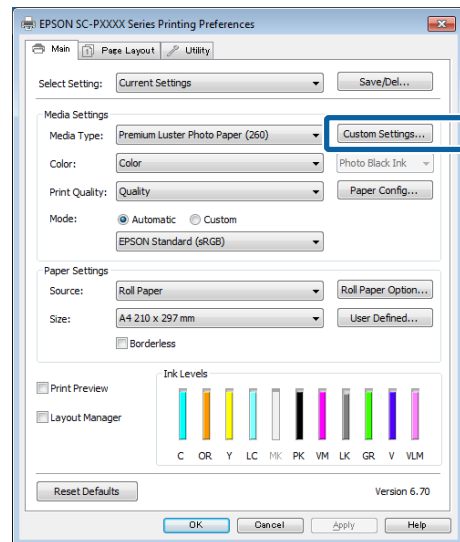 EPSON SC-PXXXX Series Printing Preferences
Main Page Layout Utility
Select Setting: Current Settings Save/Del...
Media Settings
Media Type: Premium Luster Photo Paper (260) Custom Settings...
Color: Color Photo Black Ink
Print Quality: Quality Paper Config...
Mode: Automatic Custom
EPSON Standard (sRGB)
Paper Settings
Source: Roll Paper Roll Paper Option...
Size: A4 210 x 297 mm User Defined...
Borderless
Ink Levels
Print Preview
Layout Manager
C OR Y LC MK PK VM LK GR V VLM
Reset Defaults Version 6.70
OK Cancel Apply Help